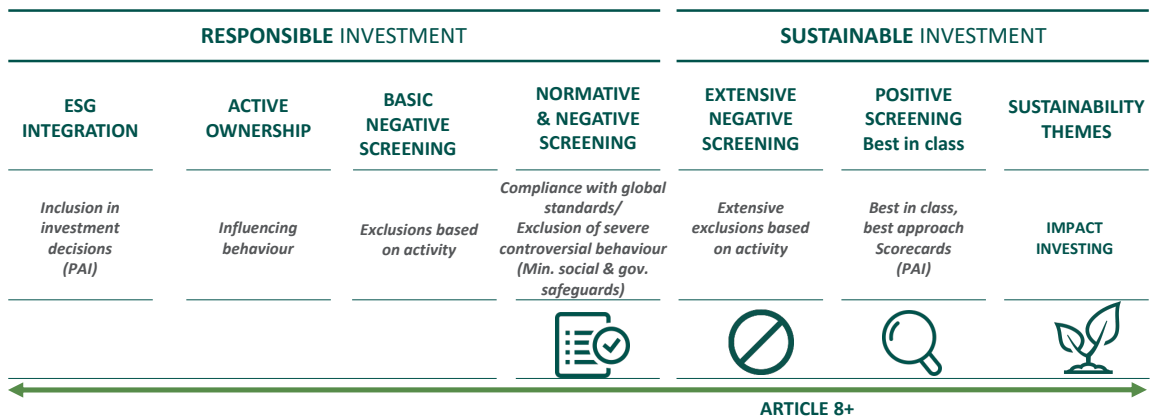 RESPONSIBLE INVESTMENT
SUSTAINABLE INVESTMENT
ESG
INTEGRATION
ACTIVE
OWNERSHIP
BASIC
NEGATIVE
SCREENING
NORMATIVE
& NEGATIVE
SCREENING
EXTENSIVE
NEGATIVE
SCREENING
POSITIVE
SCREENING
Best in class
SUSTAINABILITY
THEMES
Inclusion in
investment
decisions
(PAI)
Influencing
behaviour
Exclusions based
on activity
Compliance with global
standards/
Exclusion of severe
controversial behaviour
(Min. social & gov.
safeguards)
Extensive
exclusions based
on activity
Best in class,
best approach
Scorecards
(PAI)
IMPACT
INVESTING
ARTICLE 8+